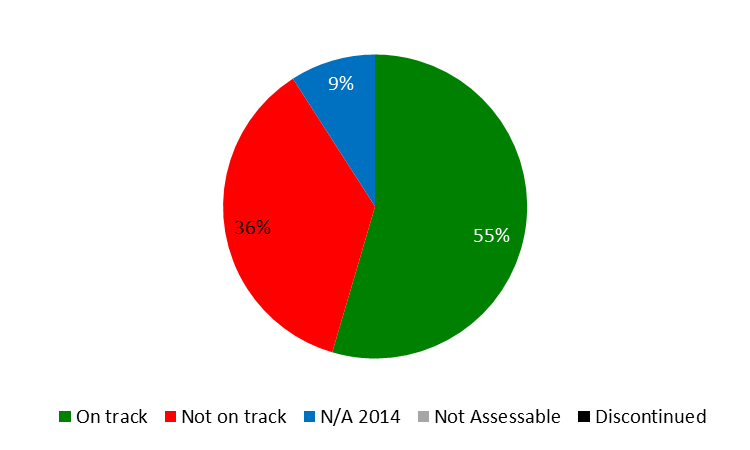 9%
36%
55%
On track Not on track N/A 2014 Not Assessable Discontinued